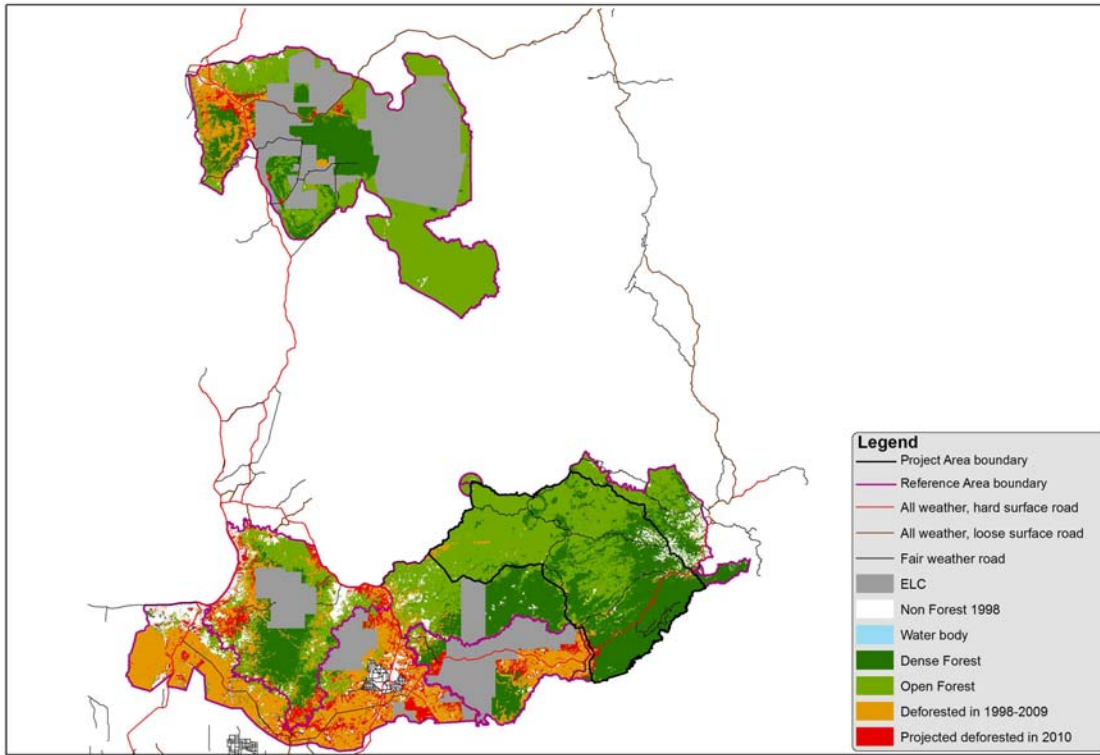 Legend
Project Area boundary
Reference Area boundary
All weather, hard surface road
All weather, loose surface road
Fair weather road
ELC
Non Forest 1998
Water body
Dense Forest
Open Forest
Deforested in 1998-2009
Projected deforested in 2010